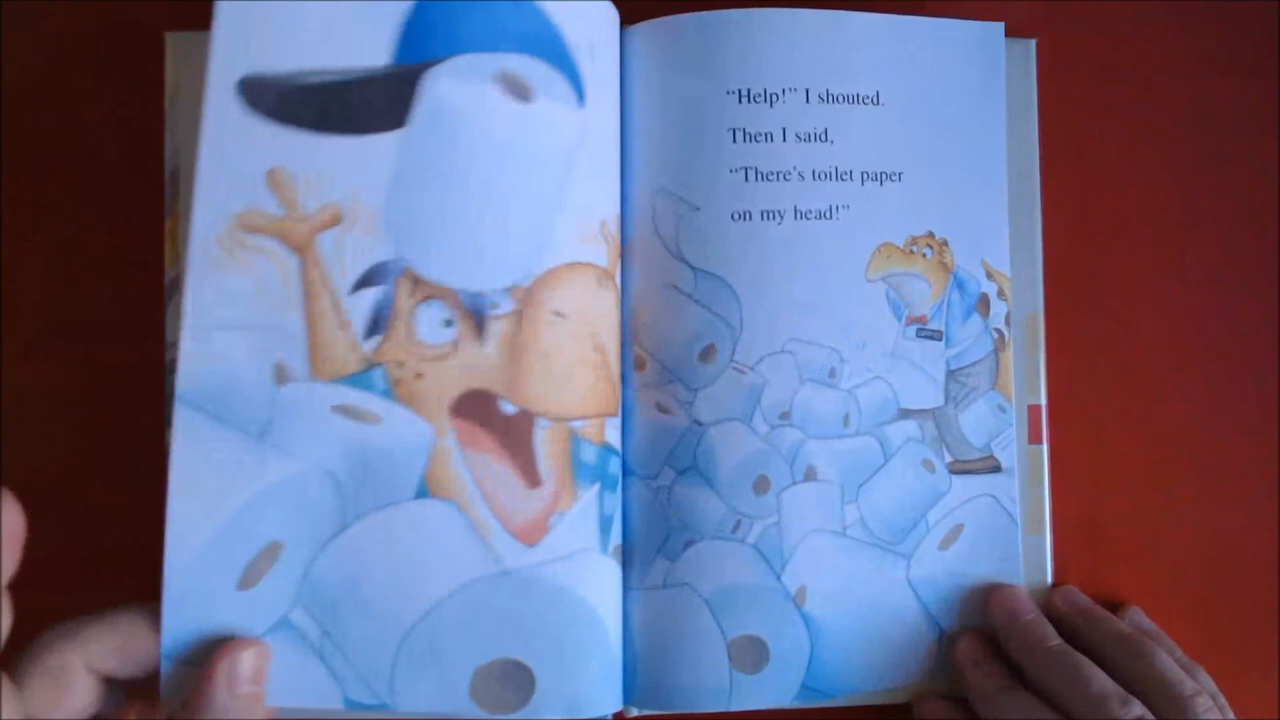 “Help!” I shouted.
Then I said,
“There’s toilet paper
on my head!”